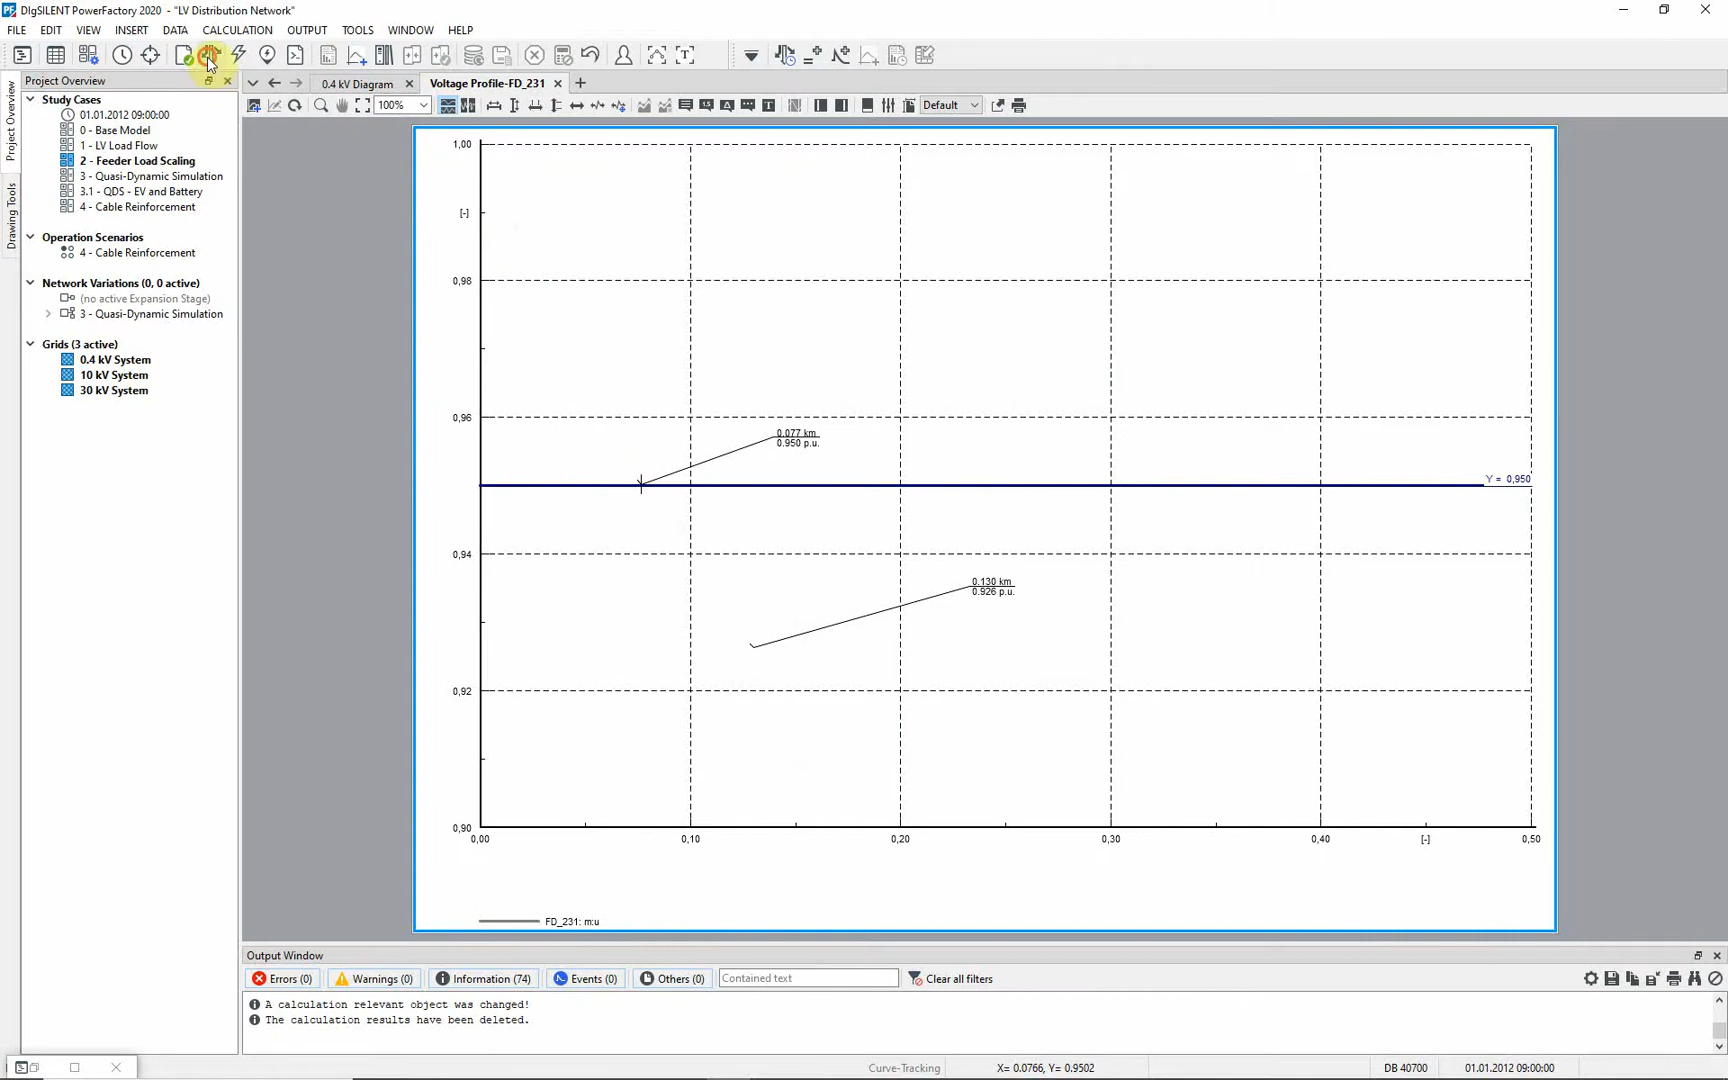 DIgSILENT PowerFactory 2020 - "LV Distribution Network"
FILE EDIT VIEW INSERT DATA CALCULATION OUTPUT TOOLS WINDOW HELP
Project Overview
0.4 kV Diagram
Voltage Profile-FD_231
Project Overview
Drawing Tools
100%
Default
Study Cases
01.01.2012 09:00:00
0 - Base Model
1 - LV Load Flow
2 - Feeder Load Scaling
3 - Quasi-Dynamic Simulation
3.1 - QDS - EV and Battery
4 - Cable Reinforcement
Operation Scenarios
4 - Cable Reinforcement
Network Variations (0, 0 active)
(no active Expansion Stage)
3 - Quasi-Dynamic Simulation
Grids (3 active)
0.4 kV System
10 kV System
30 kV System
1,00
[-]
0,98
0,96
0.077 km
0.950 p.u.
Y = 0,950
0,94
0.130 km
0.926 p.u.
0,92
0,90
0,00 0,10 0,20 0,30 0,40 [-] 0,50
FD_231: m:u
Output Window
Errors (0) Warnings (0) Information (74) Events (0) Others (0) Contained text Clear all filters
A calculation relevant object was changed!
The calculation results have been deleted.
Curve-Tracking X= 0.0766, Y= 0.9502 DB 40700 01.01.2012 09:00:00